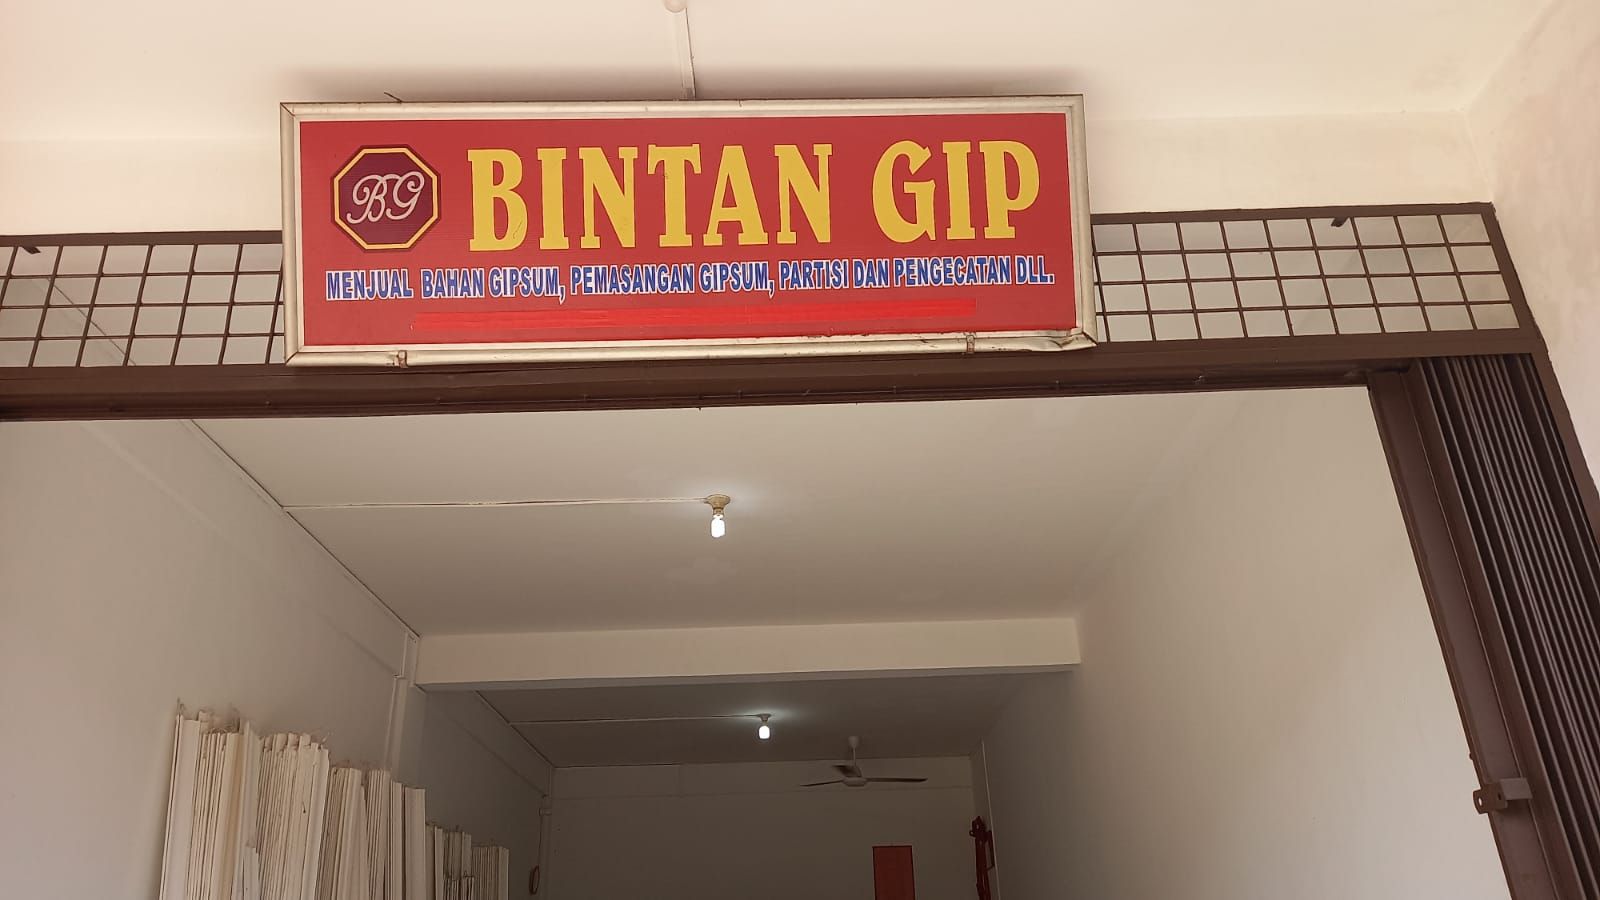 BG
BINTAN GIP
MENJUAL BAHAN GIPSUM, PEMASANGAN GIPSUM, PARTISI DAN PENGECATAN DLL.